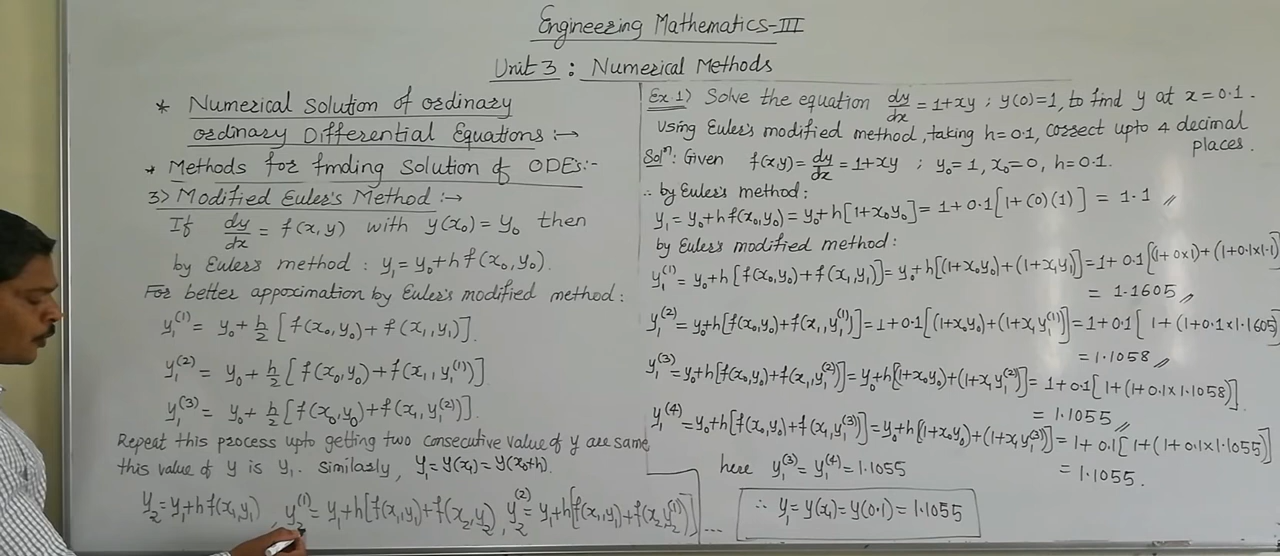 Engineering Mathematics-III
Unit 3 : Numerical Methods
* Numerical Solution of ordinary
ordinary Differential Equations :→
* Methods for finding Solution of ODEs:-
3> Modified Euler's Method :→
If dy/dx = f(x,y) with y(x₀)=y₀ then
by Euler's method : y₁=y₀+hf(x₀,y₀).
For better appoximation by Euler's modified method:
y₁⁽¹⁾ = y₀+h/2 [f(x₀,y₀)+f(x₁,y₁)].
y₁⁽²⁾ = y₀+h/2 [f(x₀,y₀)+f(x₁,y₁⁽¹⁾)].
y₁⁽³⁾ = y₀+h/2 [f(x₀,y₀)+f(x₁,y₁⁽²⁾)].
Repeat this process upto getting two consecutive value of y are same
this value of y is y₁. Similarly, y₁=y(x₁)=y(x₀+h).
y₂=y₁+hf(x₁,y₁), y₂⁽¹⁾=y₁+h[f(x₁,y₁)+f(x₂,y₂), y₂⁽²⁾=y₁+h[f(x₁,y₁)+f(x₂,y₂⁽¹⁾)] ....
Ex.1> Solve the equation dy/dx = 1+xy ; y(0)=1, to find y at x=0.1.
Using Euler's modified method, taking h=0.1, correct upto 4 decimal
places.
Solⁿ: Given f(x,y)=dy/dx=1+xy ; y₀=1, x₀=0, h=0.1.
∴ by Euler's method:
y₁=y₀+hf(x₀,y₀)=y₀+h[1+x₀y₀]=1+0.1[1+(0)(1)] = 1.1 //
by Euler's modified method:
y₁⁽¹⁾=y₀+h[f(x₀,y₀)+f(x₁,y₁)]=y₀+h[(1+x₀y₀)+(1+x₁y₁)]=1+0.1[(1+0×1)+(1+0.1×1.1)
= 1.1605 //
y₁⁽²⁾=y₀+h[f(x₀,y₀)+f(x₁,y₁⁽¹⁾)]=1+0.1[(1+x₀y₀)+(1+x₁y₁⁽¹⁾)]=1+0.1[1+(1+0.1×1.1605)]
=1.1058 //
y₁⁽³⁾=y₀+h[f(x₀,y₀)+f(x₁,y₁⁽²⁾)]=y₀+h[(1+x₀y₀)+(1+x₁y₁⁽²⁾)]=1+0.1[1+(1+0.1×1.1058)].
= 1.1055 //
y₁⁽⁴⁾=y₀+h[f(x₀,y₀)+f(x₁,y₁⁽³⁾)]=y₀+h[(1+x₀y₀)+(1+x₁y₁⁽³⁾)]=1+0.1[1+(1+0.1×1.1055)]
= 1.1055.
here y₁⁽³⁾=y₁⁽⁴⁾=1.1055
∴ y₁=y(x₁)=y(0.1)=1.1055